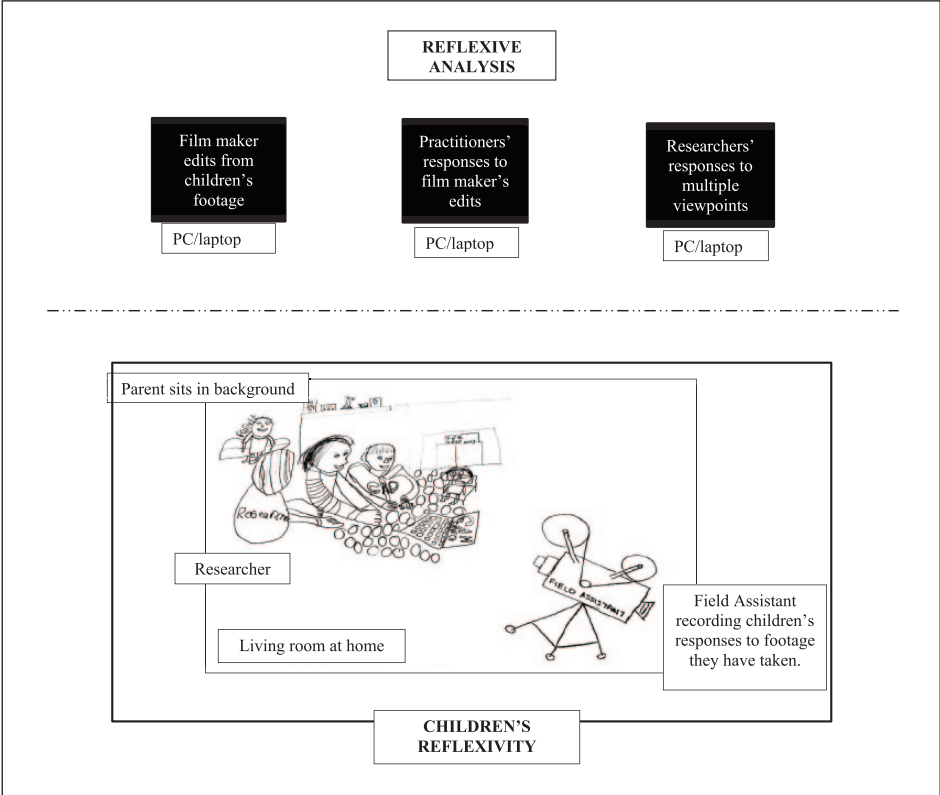 REFLEXIVE
ANALYSIS
Film maker
edits from
children's
footage
PC/laptop
Practitioners'
responses to
film maker's
edits
PC/laptop
Researchers'
responses to
multiple
viewpoints
PC/laptop
Parent sits in background
GAP
MAC
Researcher
FIELD ASSISTANT
Living room at home
Field Assistant
recording children's
responses to footage
they have taken.
CHILDREN'S
REFLEXIVITY